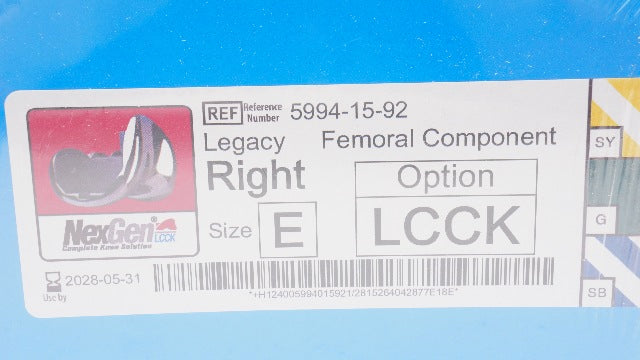 REF Reference Number 5994-15-92
Legacy Femoral Component
Right
Option
Size E
LCCK
NexGen® LCCK
Complete Knee Solution
Use by 2028-05-31
*+H124005994015921/2815264042877E18E*
SY
G
SB